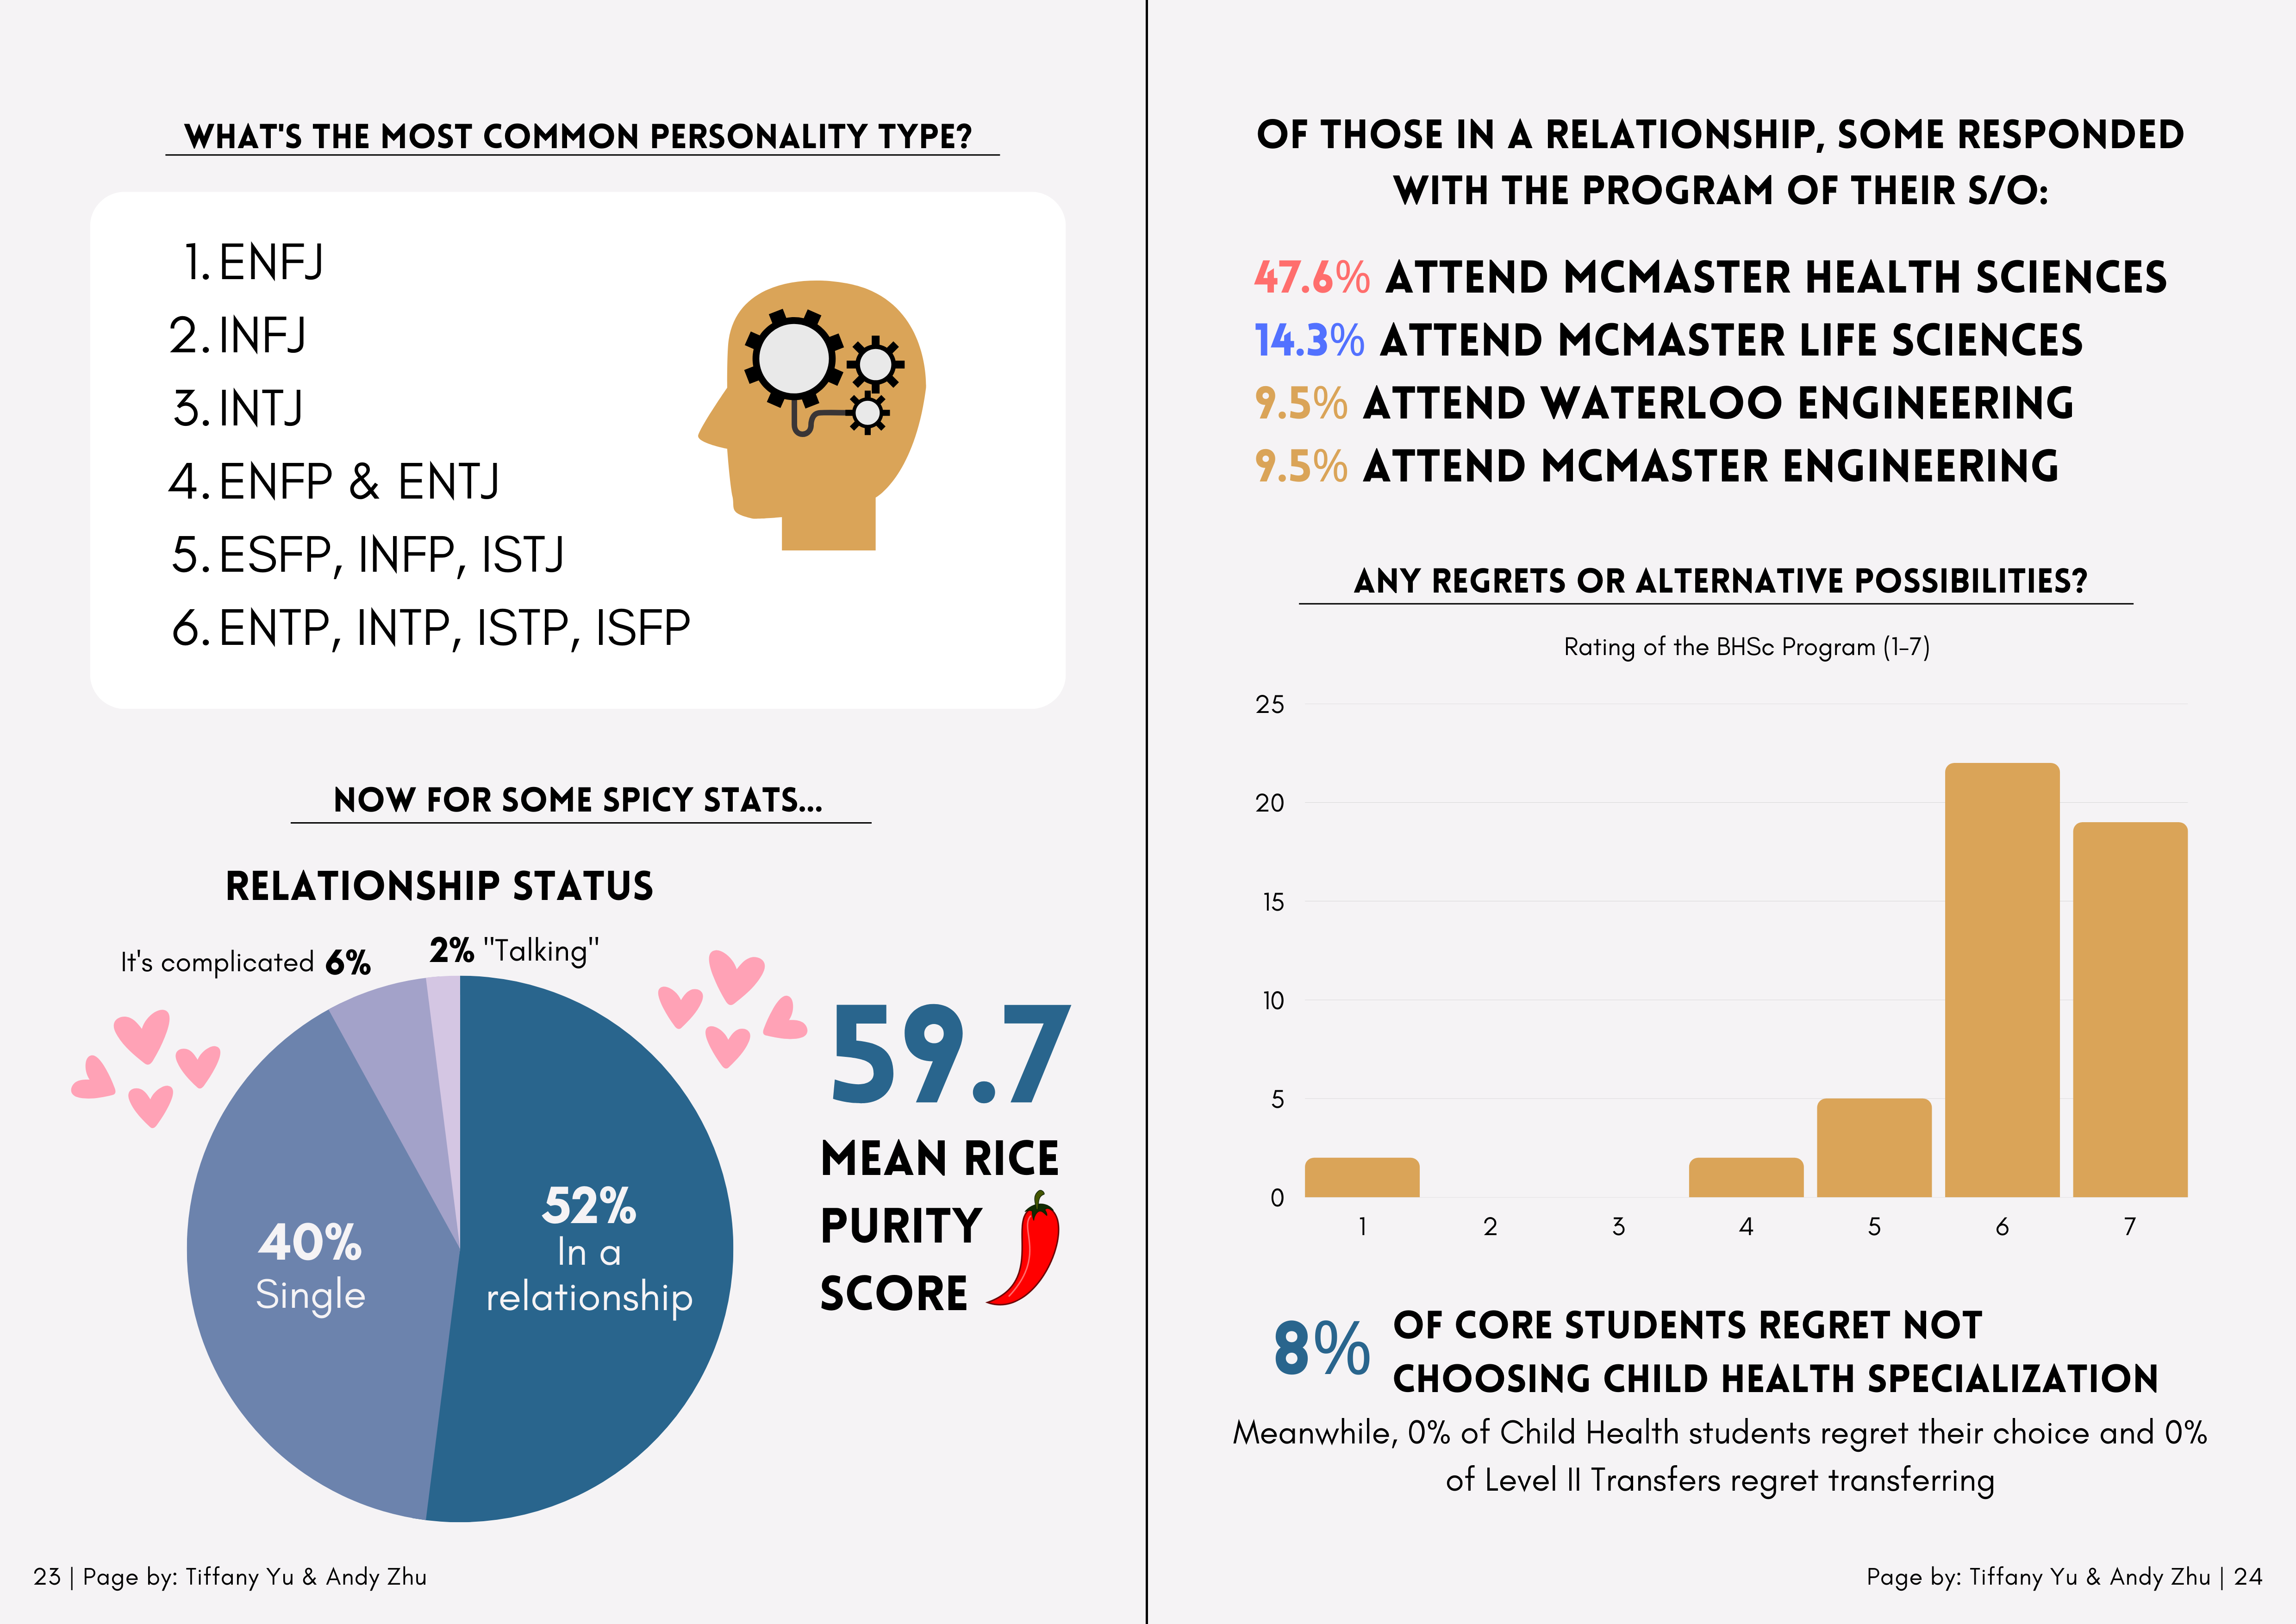 WHAT'S THE MOST COMMON PERSONALITY TYPE?
1. ENFJ
2. INFJ
3. INTJ
4. ENFP & ENTJ
5. ESFP, INFP, ISTJ
6. ENTP, INTP, ISTP, ISFP
NOW FOR SOME SPICY STATS...
RELATIONSHIP STATUS
It's complicated 6%
2% "Talking"
40%
Single
52%
In a
relationship
59.7
MEAN RICE
PURITY
SCORE
23 | Page by: Tiffany Yu & Andy Zhu
OF THOSE IN A RELATIONSHIP, SOME RESPONDED
WITH THE PROGRAM OF THEIR S/O:
47.6% ATTEND MCMASTER HEALTH SCIENCES
14.3% ATTEND MCMASTER LIFE SCIENCES
9.5% ATTEND WATERLOO ENGINEERING
9.5% ATTEND MCMASTER ENGINEERING
ANY REGRETS OR ALTERNATIVE POSSIBILITIES?
Rating of the BHSc Program (1-7)
25
20
15
10
5
0
1 2 3 4 5 6 7
8% OF CORE STUDENTS REGRET NOT
CHOOSING CHILD HEALTH SPECIALIZATION
Meanwhile, 0% of Child Health students regret their choice and 0%
of Level II Transfers regret transferring
Page by: Tiffany Yu & Andy Zhu | 24